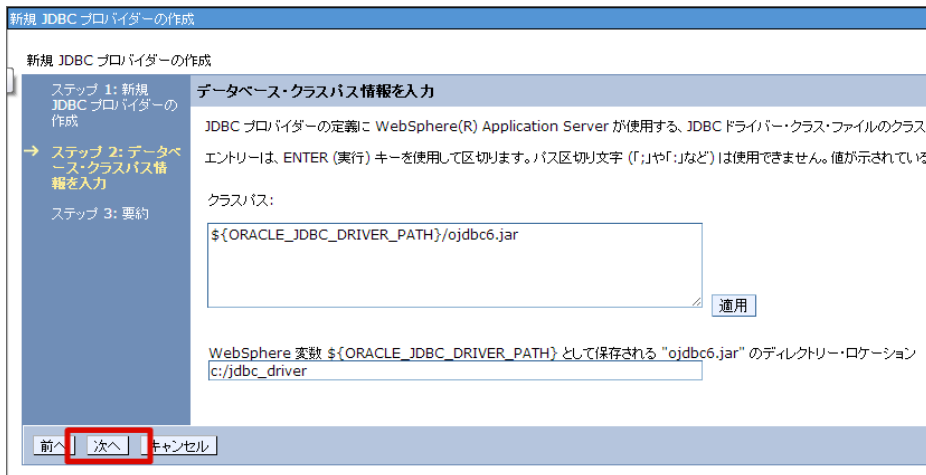 新規 JDBC プロバイダーの作成
新規 JDBC プロバイダーの作成
ステップ 1: 新規
JDBC プロバイダーの
作成
→ ステップ 2: データベ
ース・クラスパス情
報を入力
ステップ 3: 要約
データベース・クラスパス情報を入力
JDBC プロバイダーの定義に WebSphere(R) Application Server が使用する、JDBC ドライバー・クラス・ファイルのクラス
エントリーは、ENTER (実行) キーを使用して区切ります。パス区切り文字 (「;」や「:」など) は使用できません。値が示されている
クラスパス:
${ORACLE_JDBC_DRIVER_PATH}/ojdbc6.jar
適用
WebSphere 変数 ${ORACLE_JDBC_DRIVER_PATH} として保存される "ojdbc6.jar" のディレクトリー・ロケーション
c:/jdbc_driver
前へ 次へ キャンセル